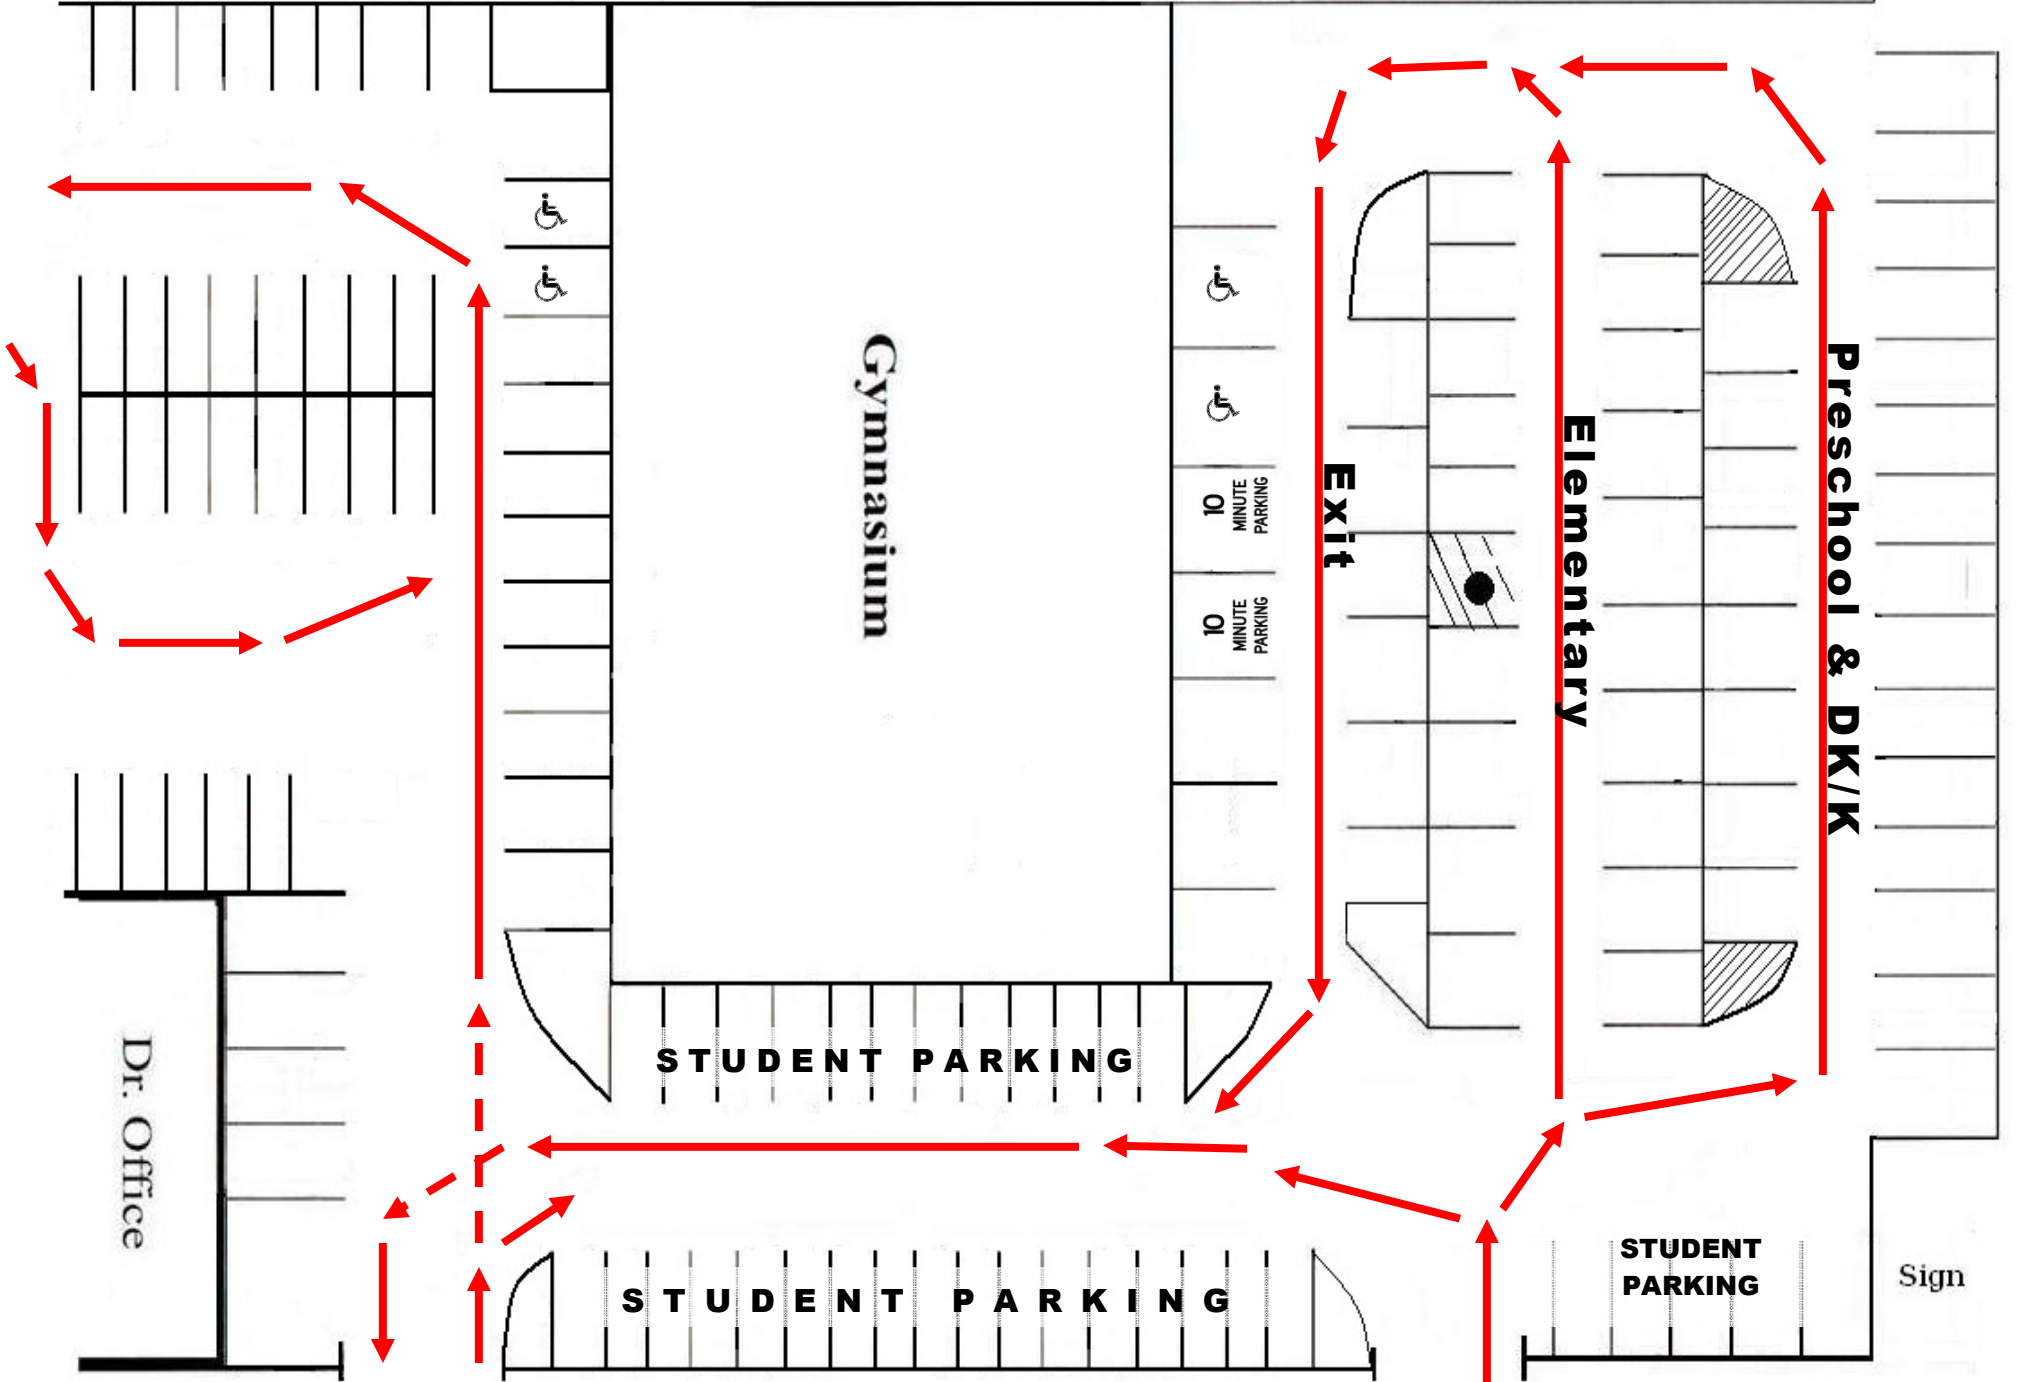 Gymnasium
10
MINUTE
PARKING
10
MINUTE
PARKING
Exit
Elementary
Preschool & DK/K
Dr. Office
STUDENT PARKING
STUDENT PARKING
STUDENT
PARKING
Sign